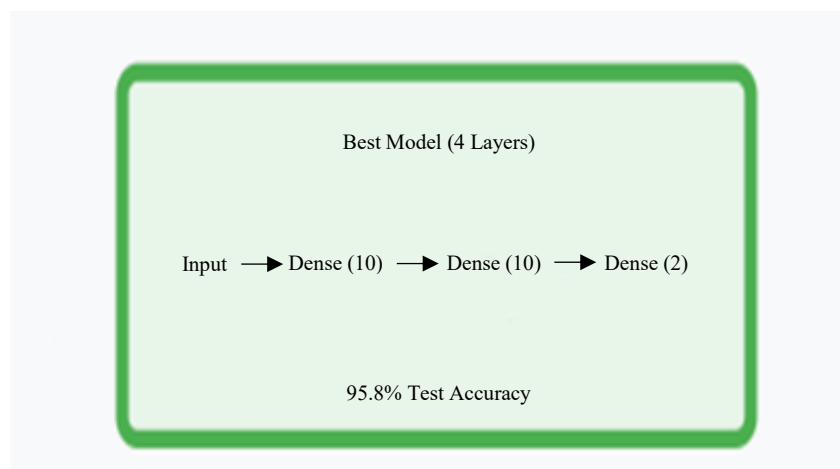 Best Model (4 Layers)
Input Dense (10) Dense (10) Dense (2)
95.8% Test Accuracy